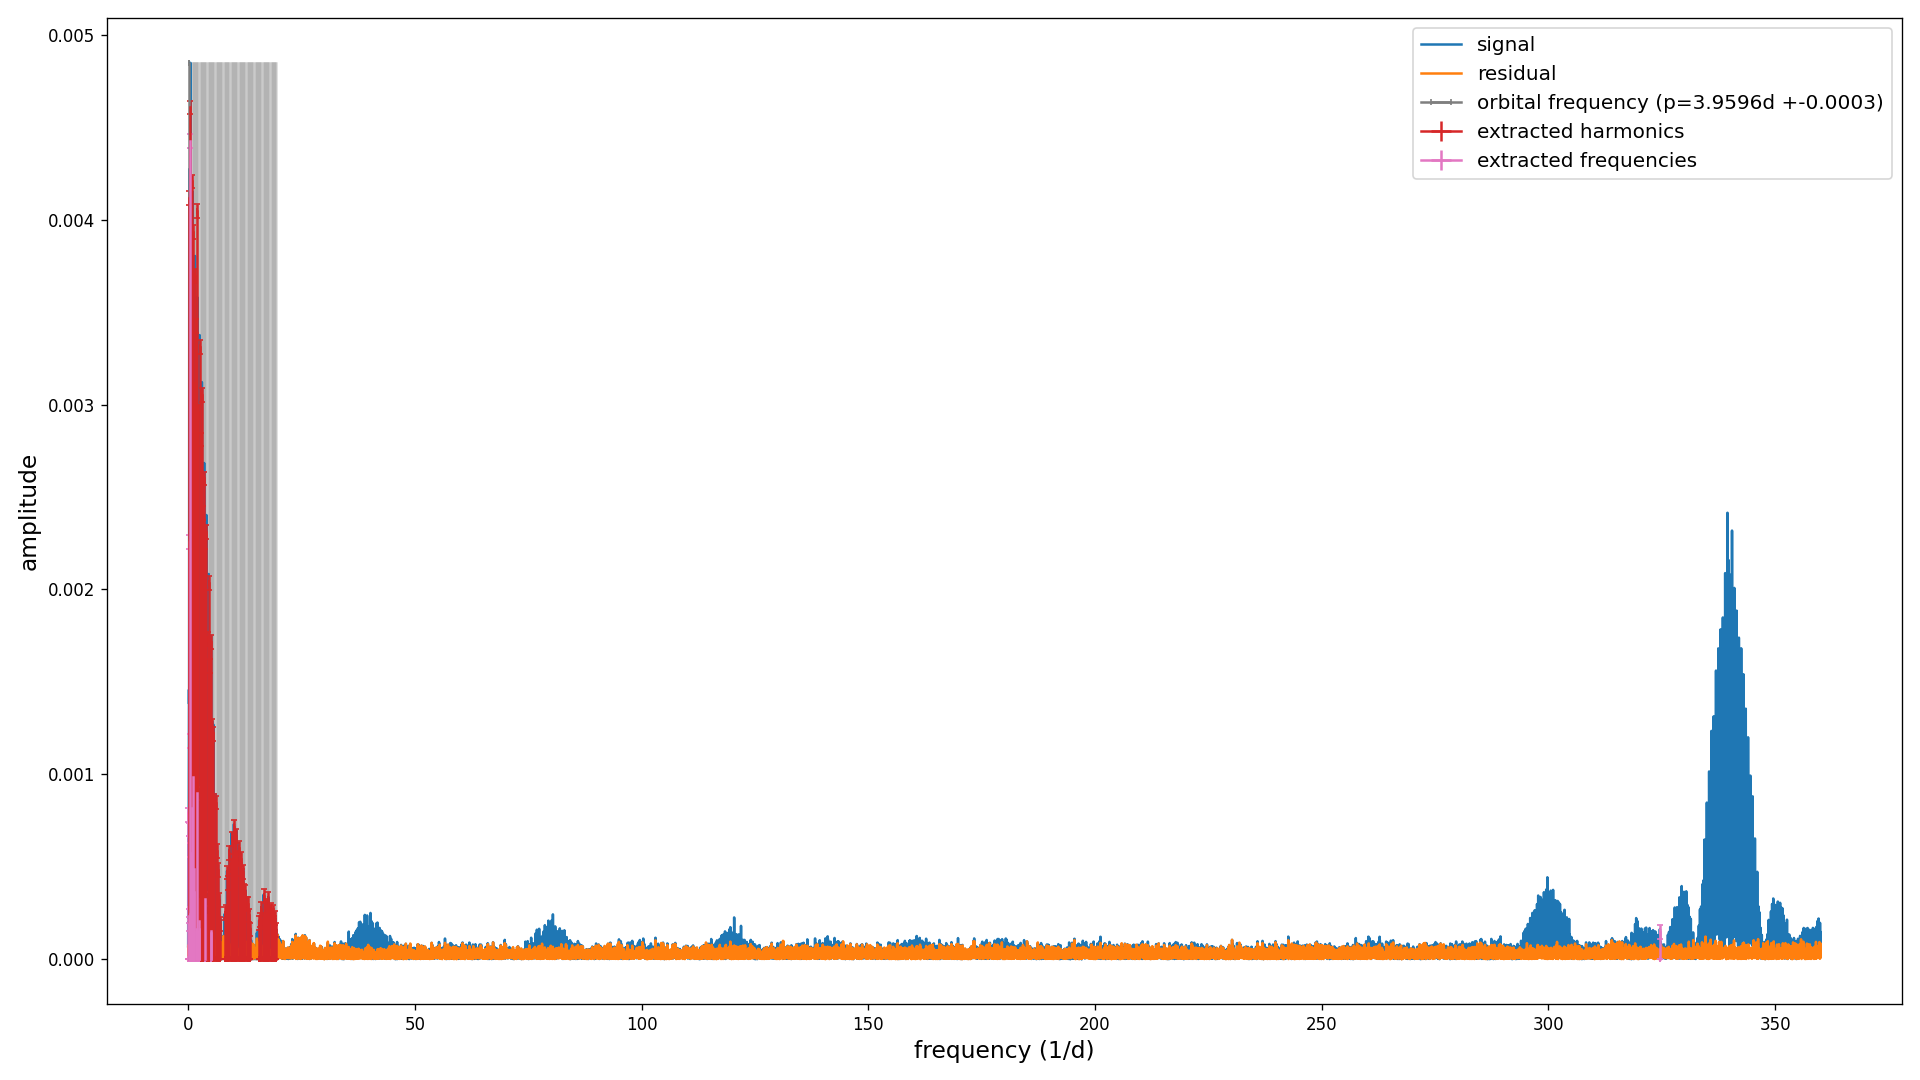 signal
residual
orbital frequency (p=3.9596d +-0.0003)
extracted harmonics
extracted frequencies
amplitude
0.005
0.004
0.003
0.002
0.001
0.000
0
50
100
150
200
250
300
350
frequency (1/d)